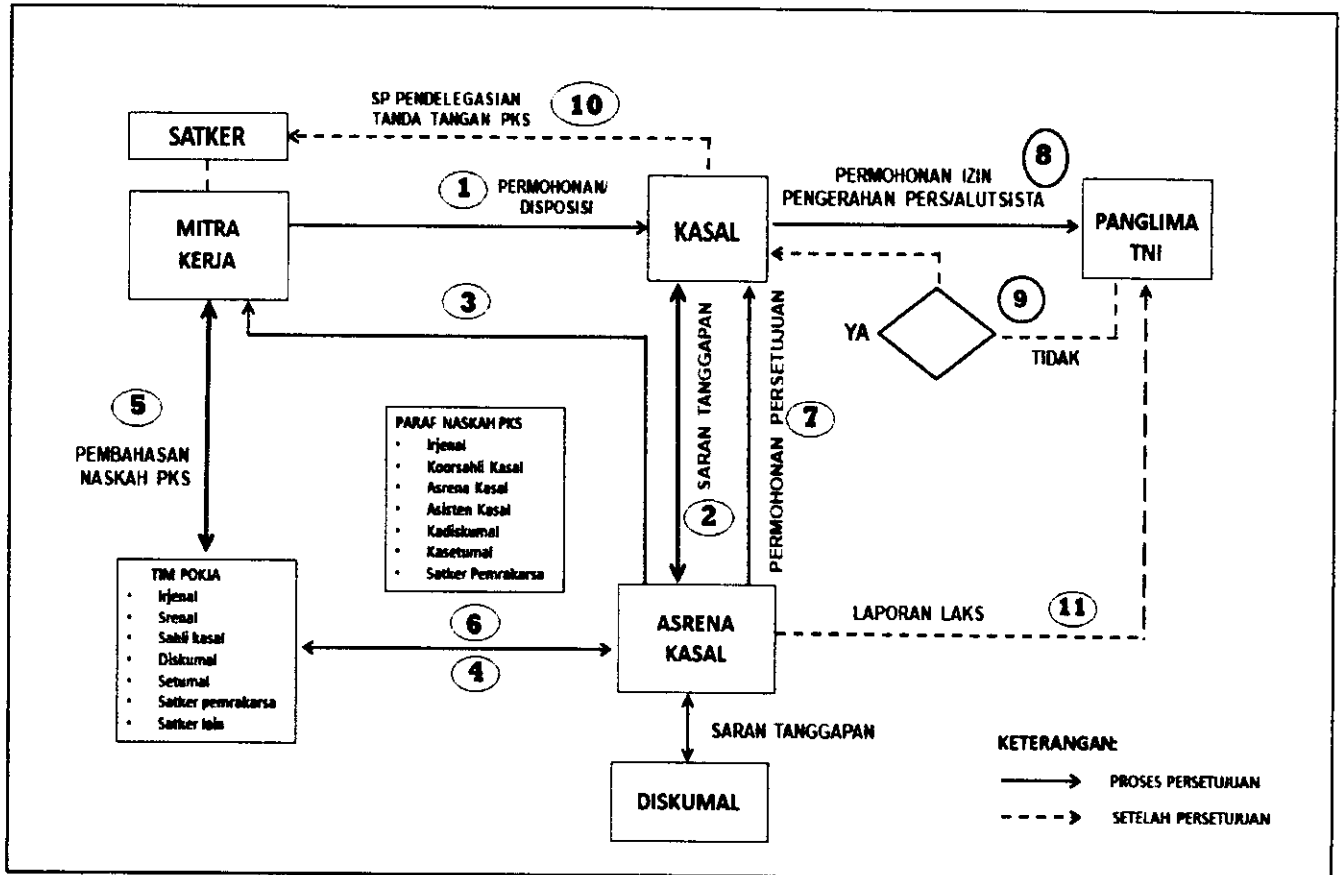 SP PENDELEGASIAN
TANDA TANGAN PKS
10
SATKER
1
PERMOHONAN/
DISPOSISI
8
PERMOHONAN IZIN
PENGERAHAN PERS/ALUTSISTA
MITRA
KERJA
KASAL
PANGLIMA
TNI
3
9
YA
TIDAK
SARAN TANGGAPAN
PERMOHONAN PERSETUJUAN
7
5
PEMBAHASAN
NASKAH PKS
PARAF NASKAH PKS
• Irjenal
• Koorsahli Kasal
• Asrena Kasal
• Asisten Kasal
• Kadiskumal
• Kasetumal
• Satker Pemrakarsa
2
TIM POKJA
• Irjenal
• Srenal
• Sahli kasal
• Diskumal
• Setumal
• Satker pemrakarsa
• Satker lain
6
4
ASRENA
KASAL
LAPORAN LAKS
11
SARAN TANGGAPAN
DISKUMAL
KETERANGAN:
PROSES PERSETUJUAN
SETELAH PERSETUJUAN